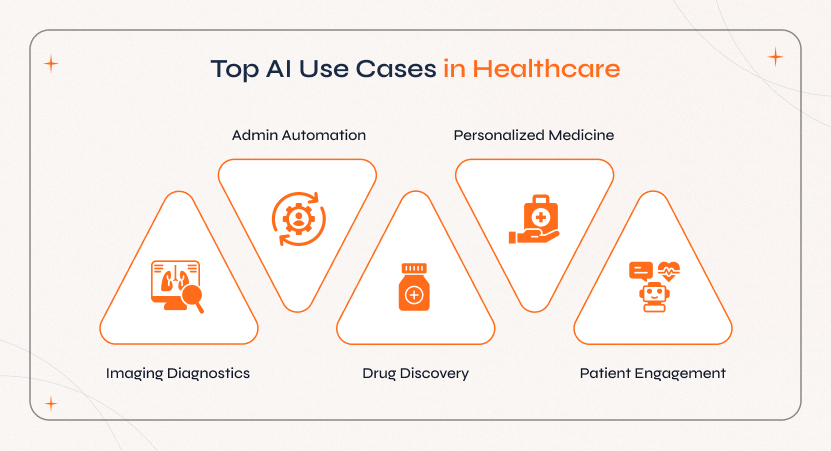 Top AI Use Cases in Healthcare
Admin Automation
Personalized Medicine
Imaging Diagnostics
Drug Discovery
Patient Engagement